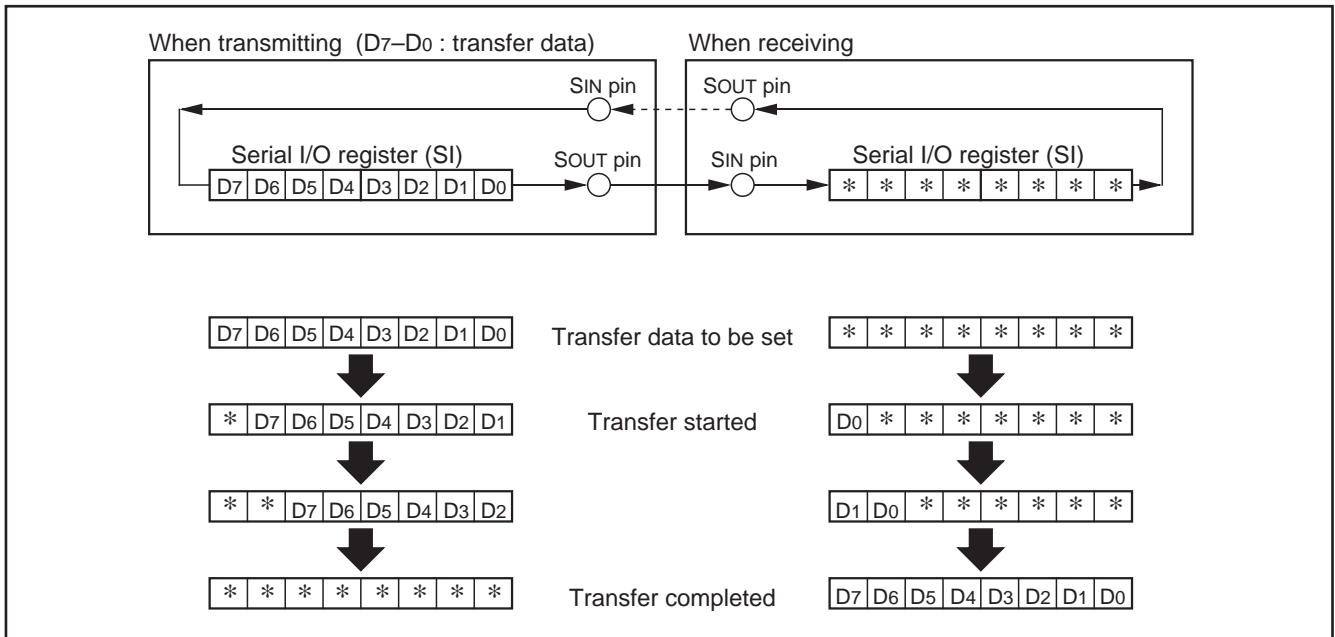 When transmitting (D7–D0 : transfer data) When receiving
SIN pin SOUT pin
Serial I/O register (SI) SOUT pin SIN pin Serial I/O register (SI)
D7 D6 D5 D4 D3 D2 D1 D0 * * * * * * * *
D7 D6 D5 D4 D3 D2 D1 D0 Transfer data to be set * * * * * * * *
* D7 D6 D5 D4 D3 D2 D1 Transfer started D0 * * * * * * *
* * D7 D6 D5 D4 D3 D2 D1 D0 * * * * * *
* * * * * * * * Transfer completed D7 D6 D5 D4 D3 D2 D1 D0